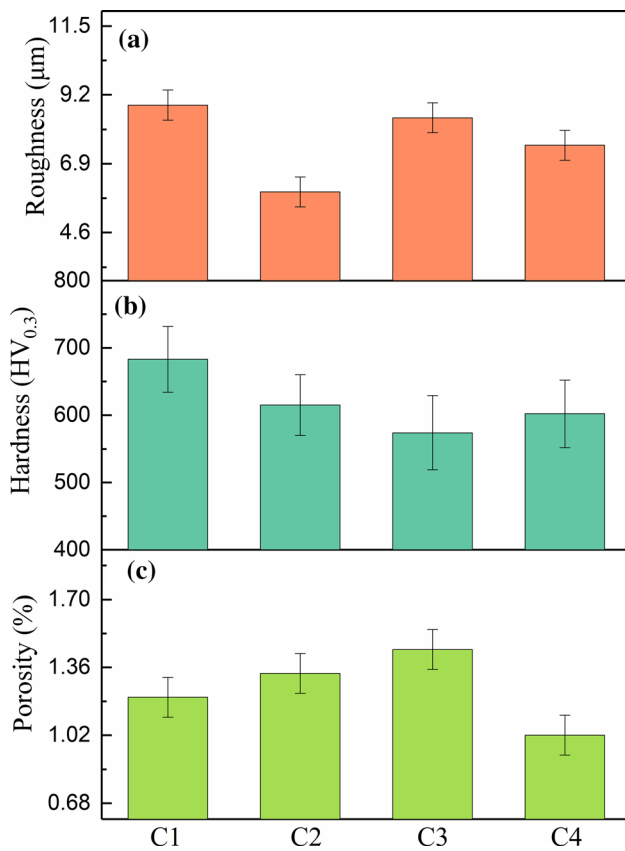 (a)
Roughness (μm)
11.5
9.2
6.9
4.6
(b)
Hardness (HV0.3)
800
700
600
500
400
(c)
Porosity (%)
1.70
1.36
1.02
0.68
C1 C2 C3 C4